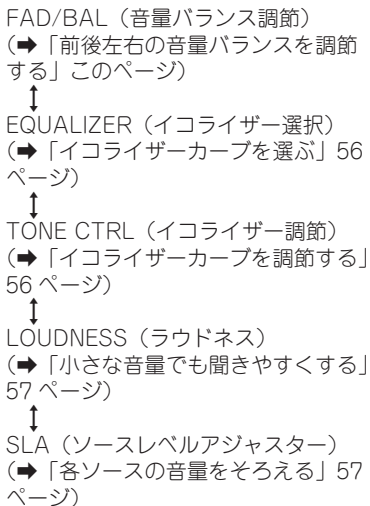 FAD/BAL（音量バランス調節）
（➡「前後左右の音量バランスを調節
する」このページ）
↕
EQUALIZER（イコライザー選択）
（➡「イコライザーカーブを選ぶ」56
ページ）
↕
TONE CTRL（イコライザー調節）
（➡「イコライザーカーブを調節する」
56 ページ）
↕
LOUDNESS（ラウドネス）
（➡「小さな音量でも聞きやすくする」
57 ページ）
↕
SLA（ソースレベルアジャスター）
（➡「各ソースの音量をそろえる」57
ページ）